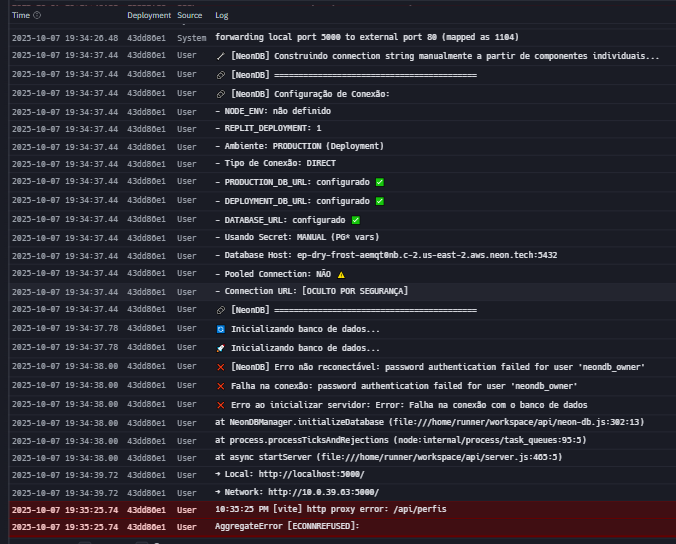 Time Deployment Source Log
2025-10-07 19:34:26.48 43dd86e1 System forwarding local port 5000 to external port 80 (mapped as 1104)
2025-10-07 19:34:37.44 43dd86e1 User [NeonDB] Construindo connection string manualmente a partir de componentes individuais...
2025-10-07 19:34:37.44 43dd86e1 User [NeonDB] ==========================================
2025-10-07 19:34:37.44 43dd86e1 User [NeonDB] Configuração de Conexão:
2025-10-07 19:34:37.44 43dd86e1 User - NODE_ENV: não definido
2025-10-07 19:34:37.44 43dd86e1 User - REPLIT_DEPLOYMENT: 1
2025-10-07 19:34:37.44 43dd86e1 User - Ambiente: PRODUCTION (Deployment)
2025-10-07 19:34:37.44 43dd86e1 User - Tipo de Conexão: DIRECT
2025-10-07 19:34:37.44 43dd86e1 User - PRODUCTION_DB_URL: configurado ✅
2025-10-07 19:34:37.44 43dd86e1 User - DEPLOYMENT_DB_URL: configurado ✅
2025-10-07 19:34:37.44 43dd86e1 User - DATABASE_URL: configurado ✅
2025-10-07 19:34:37.44 43dd86e1 User - Usando Secret: MANUAL (PG* vars)
2025-10-07 19:34:37.44 43dd86e1 User - Database Host: ep-dry-frost-aemqt0nb.c-2.us-east-2.aws.neon.tech:5432
2025-10-07 19:34:37.44 43dd86e1 User - Pooled Connection: NÃO ⚠️
2025-10-07 19:34:37.44 43dd86e1 User - Connection URL: [OCULTO POR SEGURANÇA]
2025-10-07 19:34:37.44 43dd86e1 User [NeonDB] ==========================================
2025-10-07 19:34:37.78 43dd86e1 User Inicializando banco de dados...
2025-10-07 19:34:37.78 43dd86e1 User 🚀 Inicializando banco de dados...
2025-10-07 19:34:38.00 43dd86e1 User ❌ [NeonDB] Erro não reconectável: password authentication failed for user 'neondb_owner'
2025-10-07 19:34:38.00 43dd86e1 User ❌ Falha na conexão: password authentication failed for user 'neondb_owner'
2025-10-07 19:34:38.00 43dd86e1 User ❌ Erro ao inicializar servidor: Error: Falha na conexão com o banco de dados
2025-10-07 19:34:38.00 43dd86e1 User at NeonDBManager.initializeDatabase (file:///home/runner/workspace/api/neon-db.js:302:13)
2025-10-07 19:34:38.00 43dd86e1 User at process.processTicksAndRejections (node:internal/process/task_queues:95:5)
2025-10-07 19:34:38.00 43dd86e1 User at async startServer (file:///home/runner/workspace/api/server.js:465:5)
2025-10-07 19:34:39.72 43dd86e1 User ➜ Local: http://localhost:5000/
2025-10-07 19:34:39.72 43dd86e1 User ➜ Network: http://10.0.39.63:5000/
2025-10-07 19:35:25.74 43dd86e1 User 10:35:25 PM [vite] http proxy error: /api/perfis
2025-10-07 19:35:25.74 43dd86e1 User AggregateError [ECONNREFUSED]: